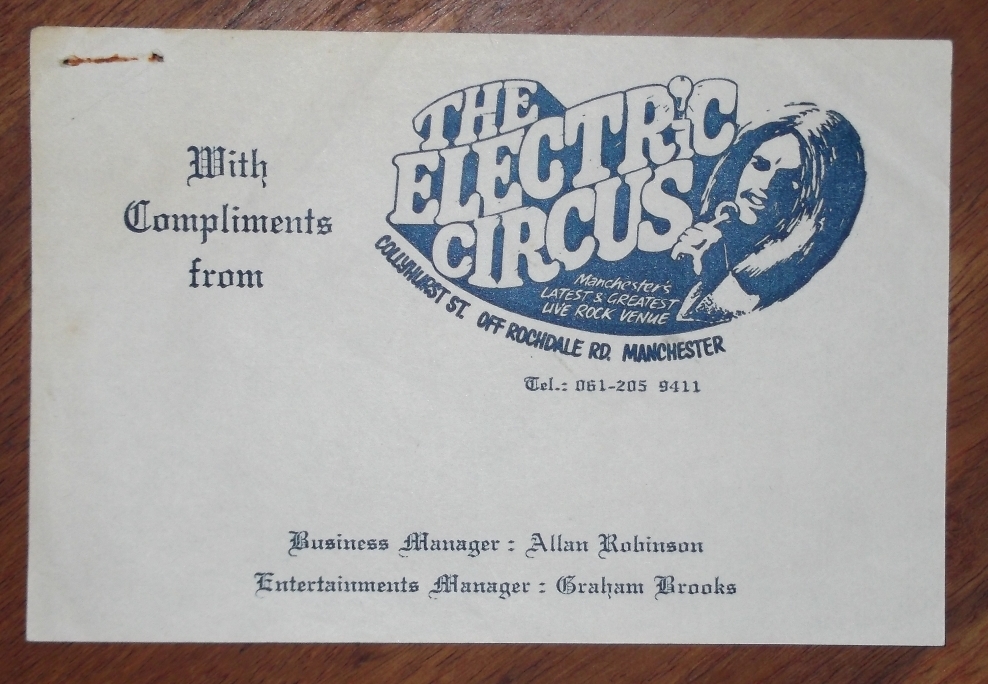 With
Compliments
from
THE
ELECTRiC
CIRCUS
Manchester's
LATEST & GREATEST
LIVE ROCK VENUE
COLLYHURST ST. OFF ROCHDALE RD. MANCHESTER
Tel.: 061-205 9411
Business Manager : Allan Robinson
Entertainments Manager : Graham Brooks